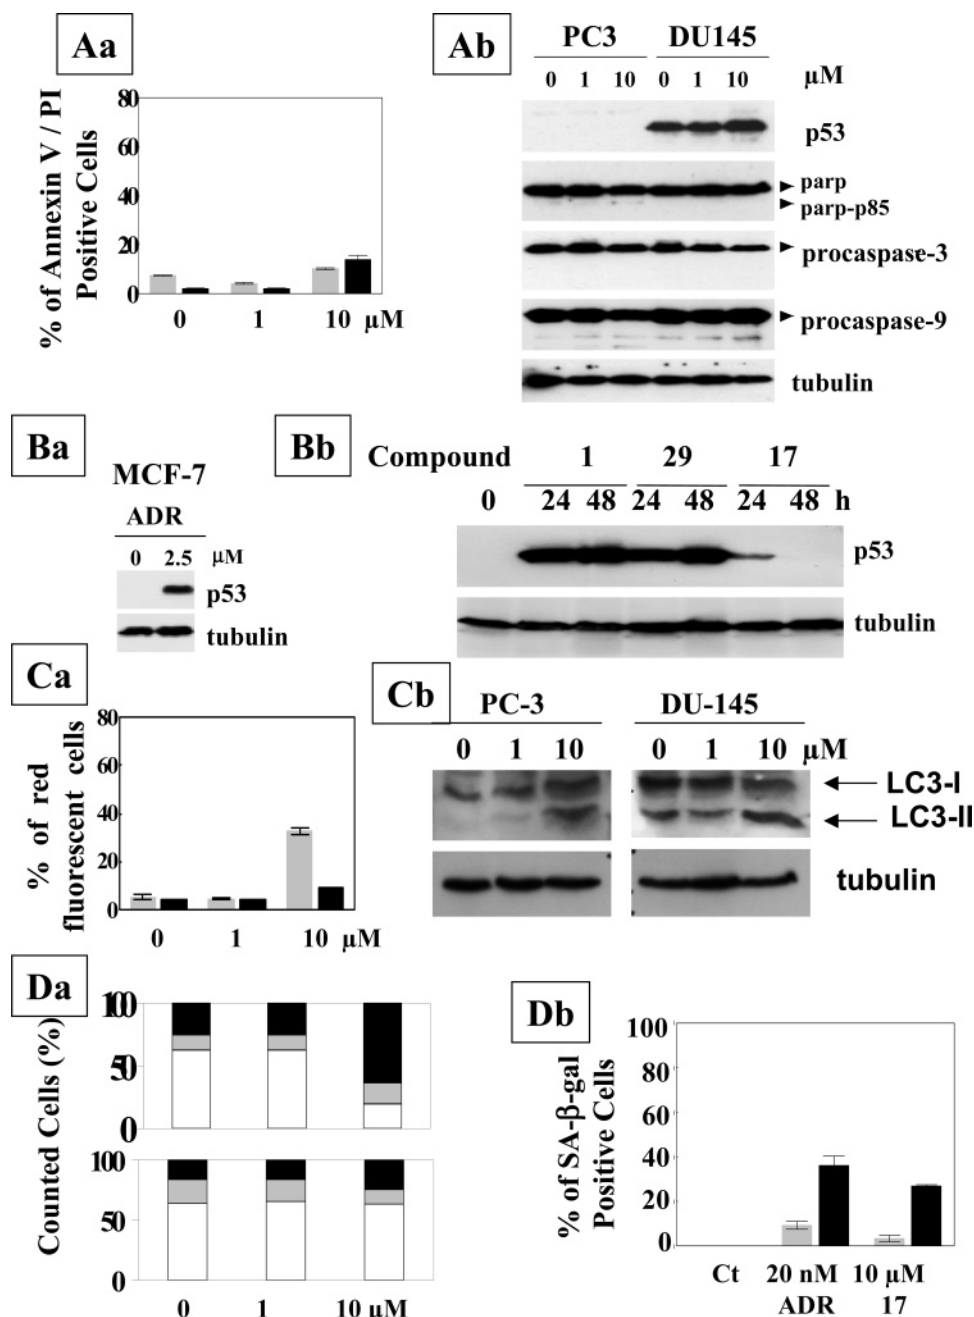 Aa
% of Annexin V / PI
Positive Cells
80
60
40
20
0
0 1 10 µM
Ab
PC3 DU145
0 1 10 0 1 10 µM
p53
parp
parp-p85
procaspase-3
procaspase-9
tubulin
Ba
MCF-7
ADR
0 2.5 µM
p53
tubulin
Bb
Compound 1 29 17
0 24 48 24 48 24 48 h
p53
tubulin
Ca
% of red
fluorescent cells
80
60
40
20
0
0 1 10 µM
Cb
PC-3 DU-145
0 1 10 0 1 10 µM
LC3-I
LC3-II
tubulin
Da
Counted Cells (%)
100
50
0
100
50
0
0 1 10 µM
Db
% of SA-β-gal
Positive Cells
100
80
60
40
20
0
Ct 20 nM 10 µM
ADR 17